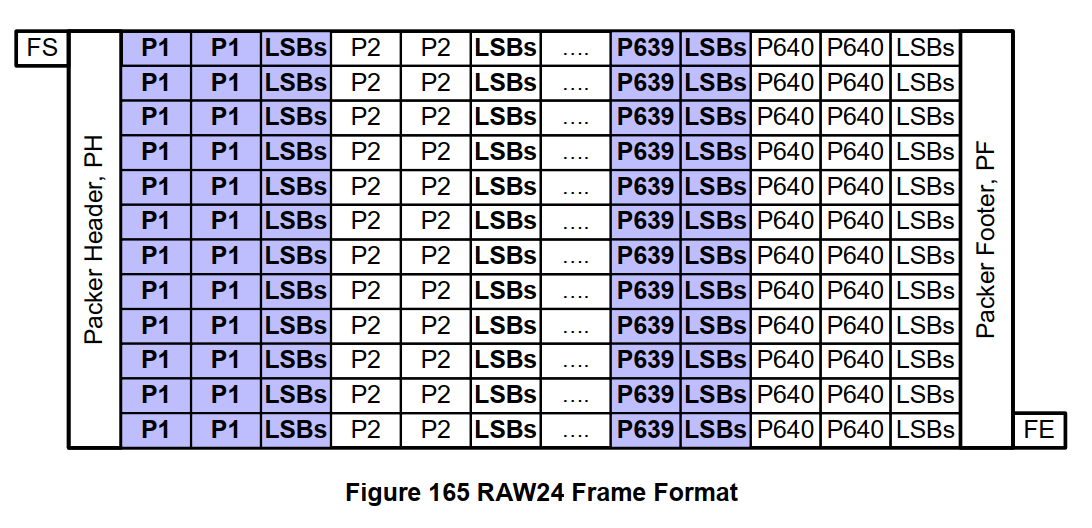 FS P1 P1 LSBs P2 P2 LSBs .... P639 LSBs P640 P640 LSBs
P1 P1 LSBs P2 P2 LSBs .... P639 LSBs P640 P640 LSBs
P1 P1 LSBs P2 P2 LSBs .... P639 LSBs P640 P640 LSBs
P1 P1 LSBs P2 P2 LSBs .... P639 LSBs P640 P640 LSBs
P1 P1 LSBs P2 P2 LSBs .... P639 LSBs P640 P640 LSBs
P1 P1 LSBs P2 P2 LSBs .... P639 LSBs P640 P640 LSBs
P1 P1 LSBs P2 P2 LSBs .... P639 LSBs P640 P640 LSBs
P1 P1 LSBs P2 P2 LSBs .... P639 LSBs P640 P640 LSBs
P1 P1 LSBs P2 P2 LSBs .... P639 LSBs P640 P640 LSBs
P1 P1 LSBs P2 P2 LSBs .... P639 LSBs P640 P640 LSBs
P1 P1 LSBs P2 P2 LSBs .... P639 LSBs P640 P640 LSBs
P1 P1 LSBs P2 P2 LSBs .... P639 LSBs P640 P640 LSBs FE
Packer Header, PH
Packer Footer, PF
Figure 165 RAW24 Frame Format